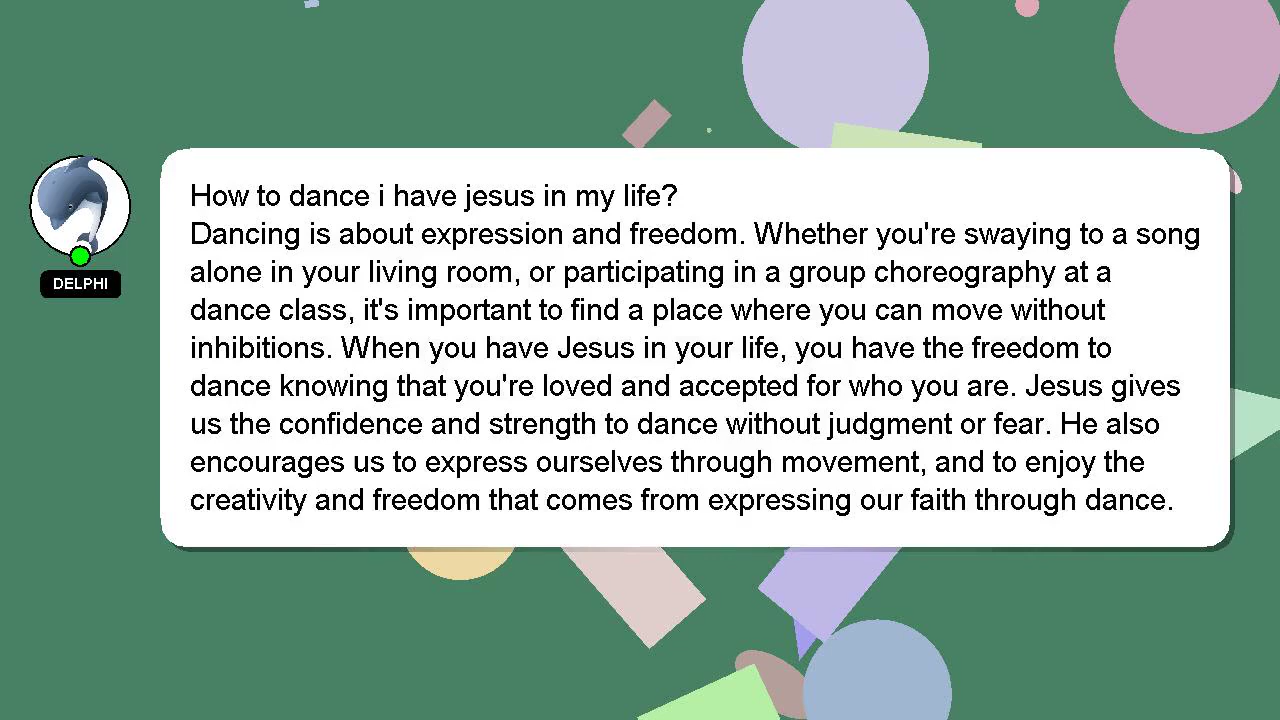 How to dance i have jesus in my life?
Dancing is about expression and freedom. Whether you're swaying to a song
alone in your living room, or participating in a group choreography at a
dance class, it's important to find a place where you can move without
inhibitions. When you have Jesus in your life, you have the freedom to
dance knowing that you're loved and accepted for who you are. Jesus gives
us the confidence and strength to dance without judgment or fear. He also
encourages us to express ourselves through movement, and to enjoy the
creativity and freedom that comes from expressing our faith through dance.
DELPHI